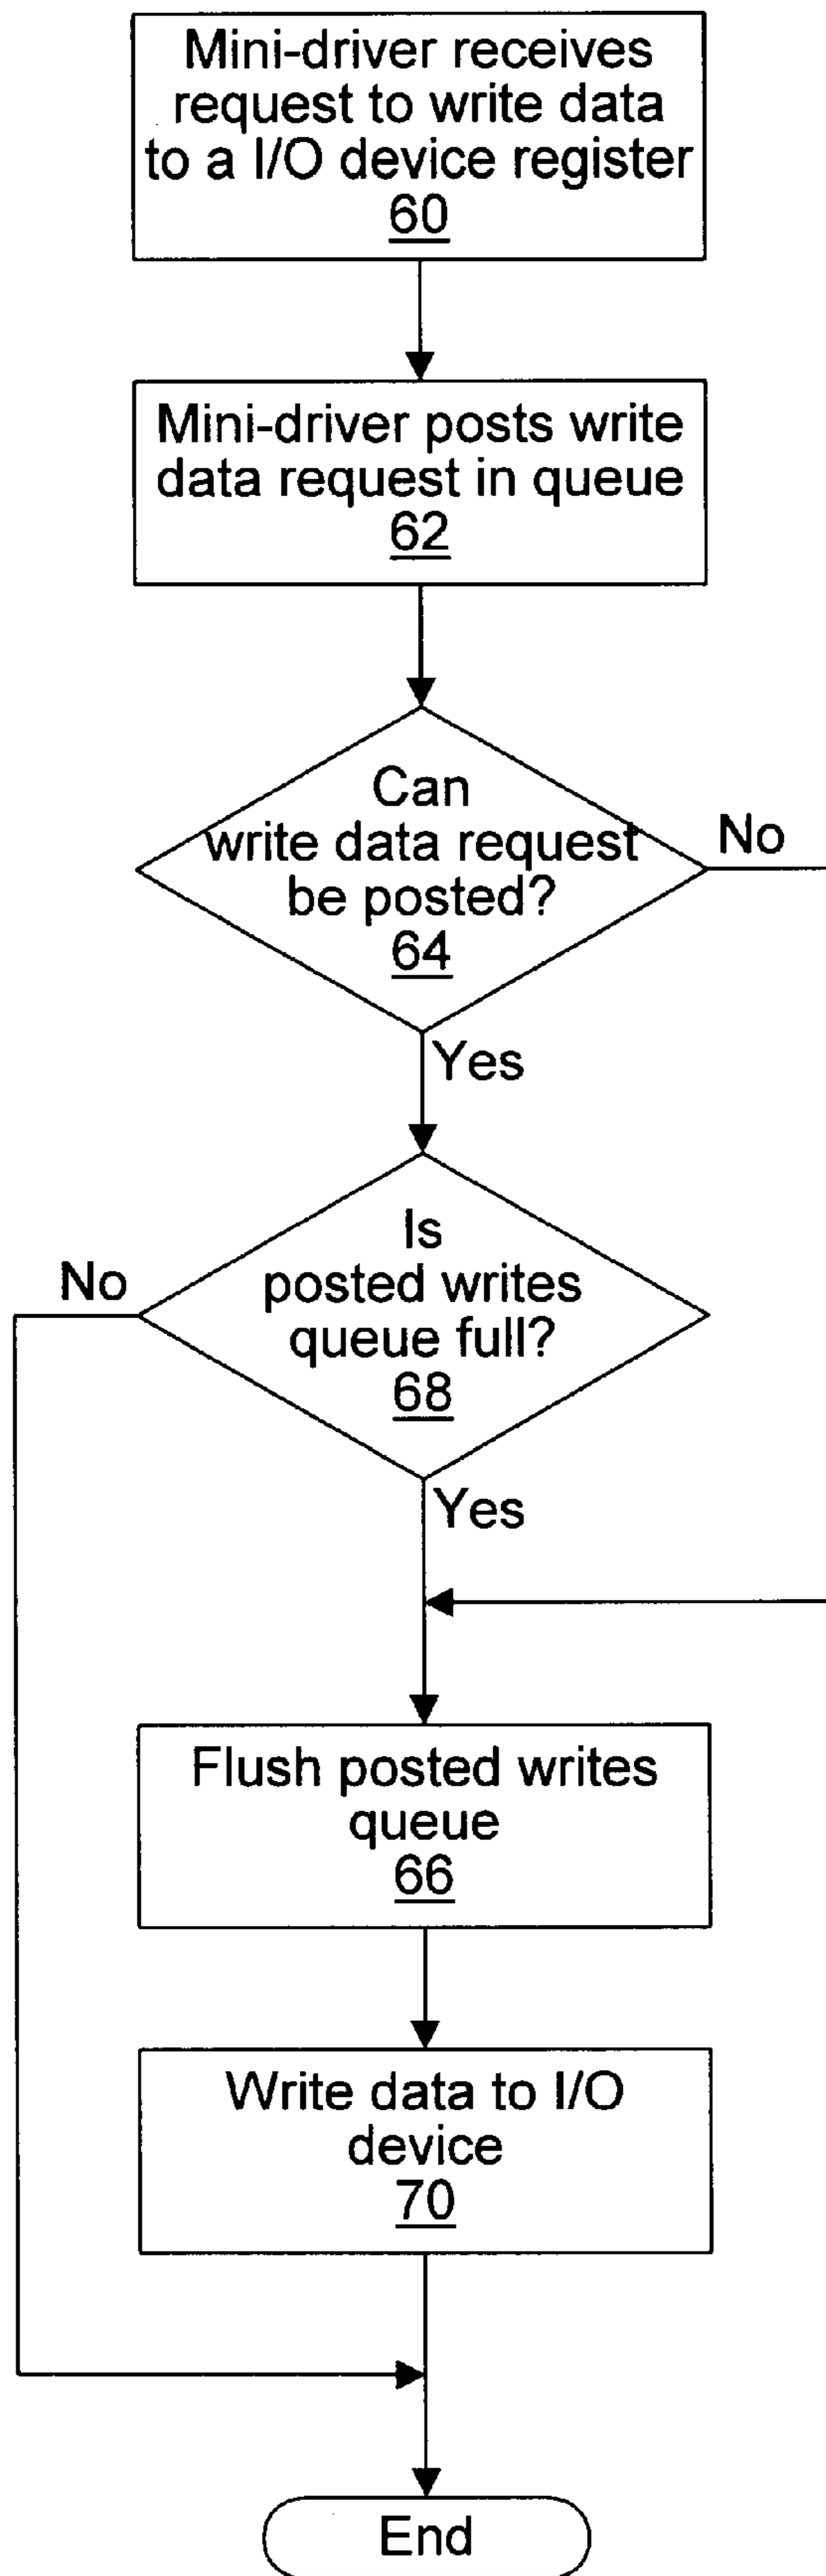 Mini-driver receives
request to write data
to a I/O device register
60
Mini-driver posts write
data request in queue
62
Can
write data request
be posted?
64
No
Yes
Is
posted writes
queue full?
68
No
Yes
Flush posted writes
queue
66
Write data to I/O
device
70
End